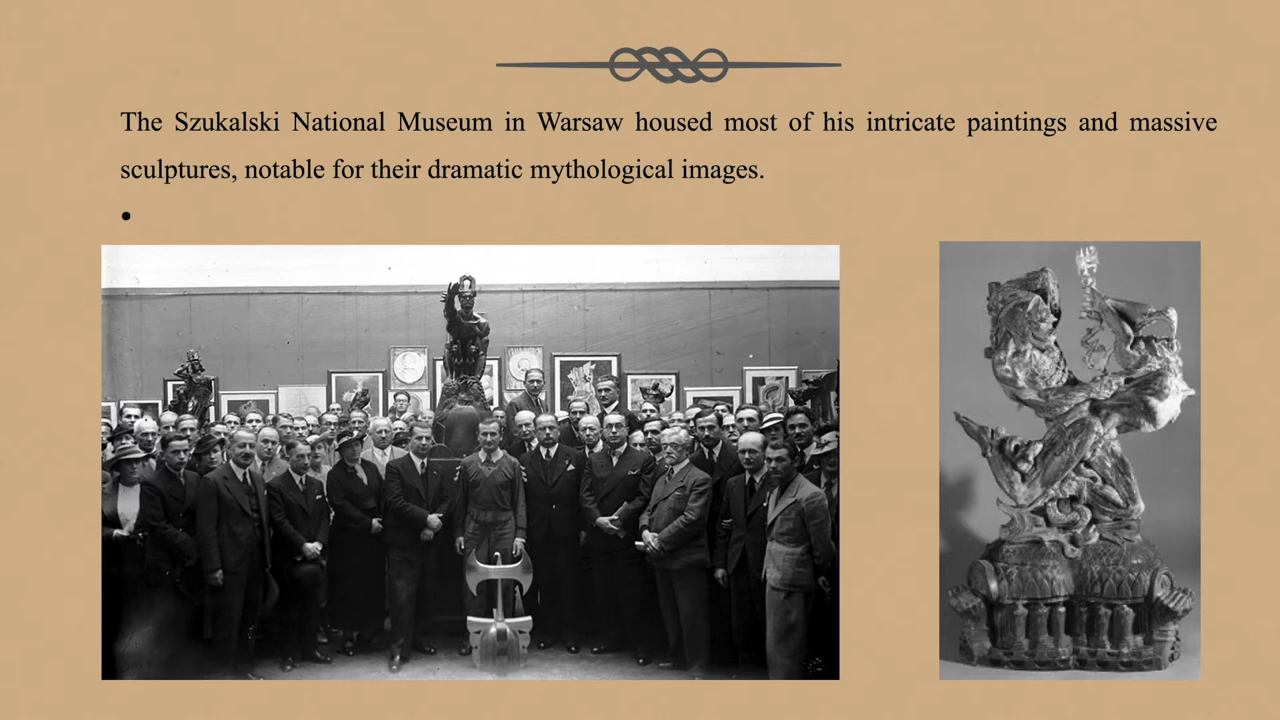 The Szukalski National Museum in Warsaw housed most of his intricate paintings and massive
sculptures, notable for their dramatic mythological images.